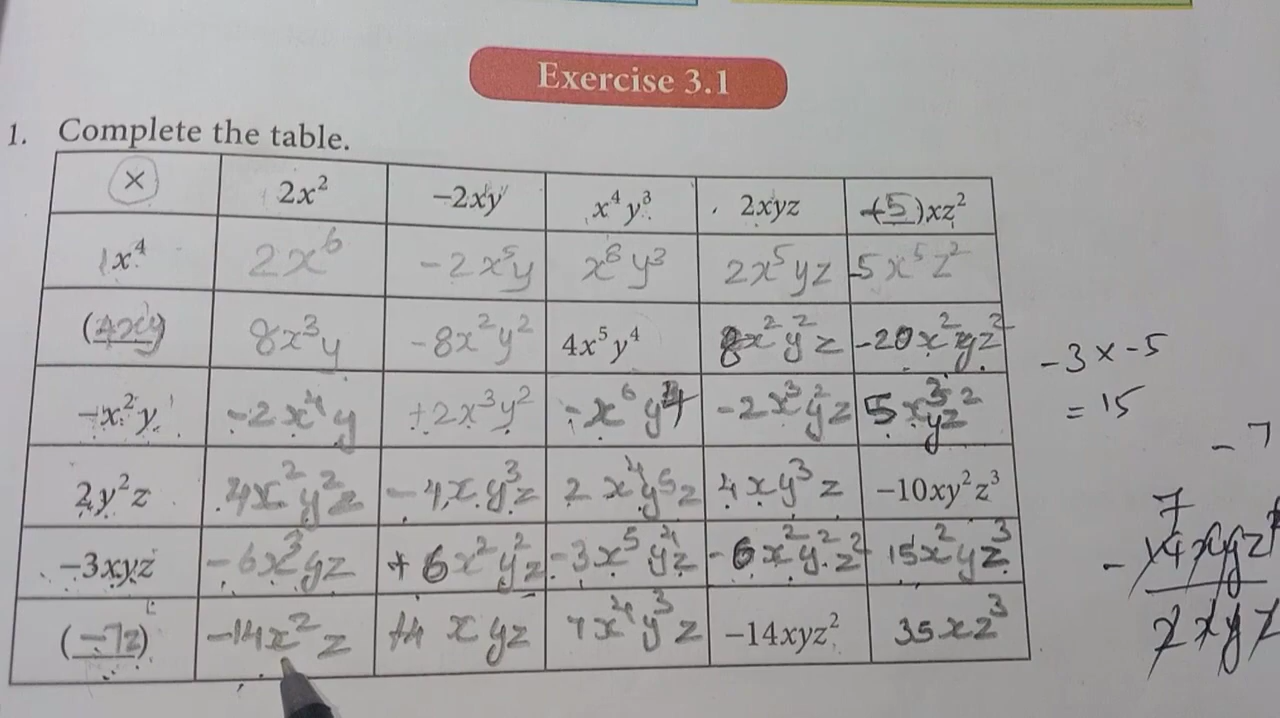 Exercise 3.1
1. Complete the table.
× 2x² −2xy x⁴y³ 2xyz (−5)xz²
x⁴ 2x⁶ −2x⁵y x⁸y³ 2x⁵yz −5x⁵z²
(4xy) 8x³y −8x²y² 4x⁵y⁴ 8x²y²z −20x²yz²
−x²y −2x⁴y +2x³y² −x⁶y⁴ −2x³y²z 5x³yz²
2y²z 4x²y²z −4xy³z 2x⁴y⁵z 4xy³z −10xy²z³
−3xyz −6x³yz +6x²y²z −3x⁵y⁴z −6x²y²z² 15x²yz³
(−7z) −14x²z 14xyz 7x⁴y³z −14xyz² 35xz³
−3×−5
=15
−7
7